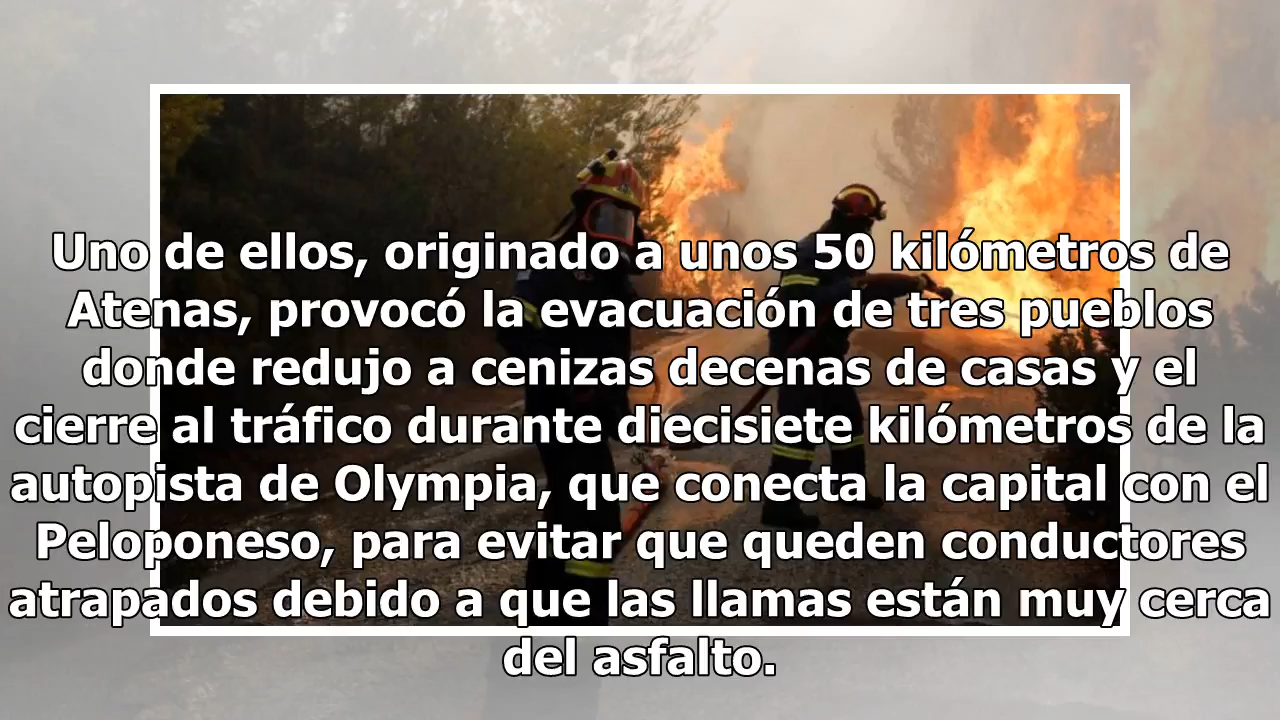 Uno de ellos, originado a unos 50 kilómetros de
Atenas, provocó la evacuación de tres pueblos
donde redujo a cenizas decenas de casas y el
cierre al tráfico durante diecisiete kilómetros de la
autopista de Olympia, que conecta la capital con el
Peloponeso, para evitar que queden conductores
atrapados debido a que las llamas están muy cerca
del asfalto.